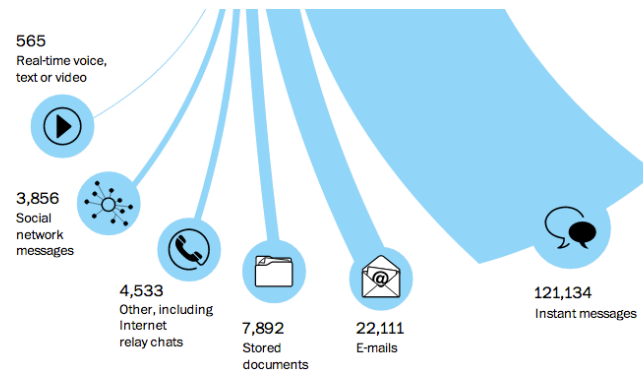 565
Real-time voice,
text or video
3,856
Social
network
messages
4,533
Other, including
Internet
relay chats
7,892
Stored
documents
@
22,111
E-mails
121,134
Instant messages